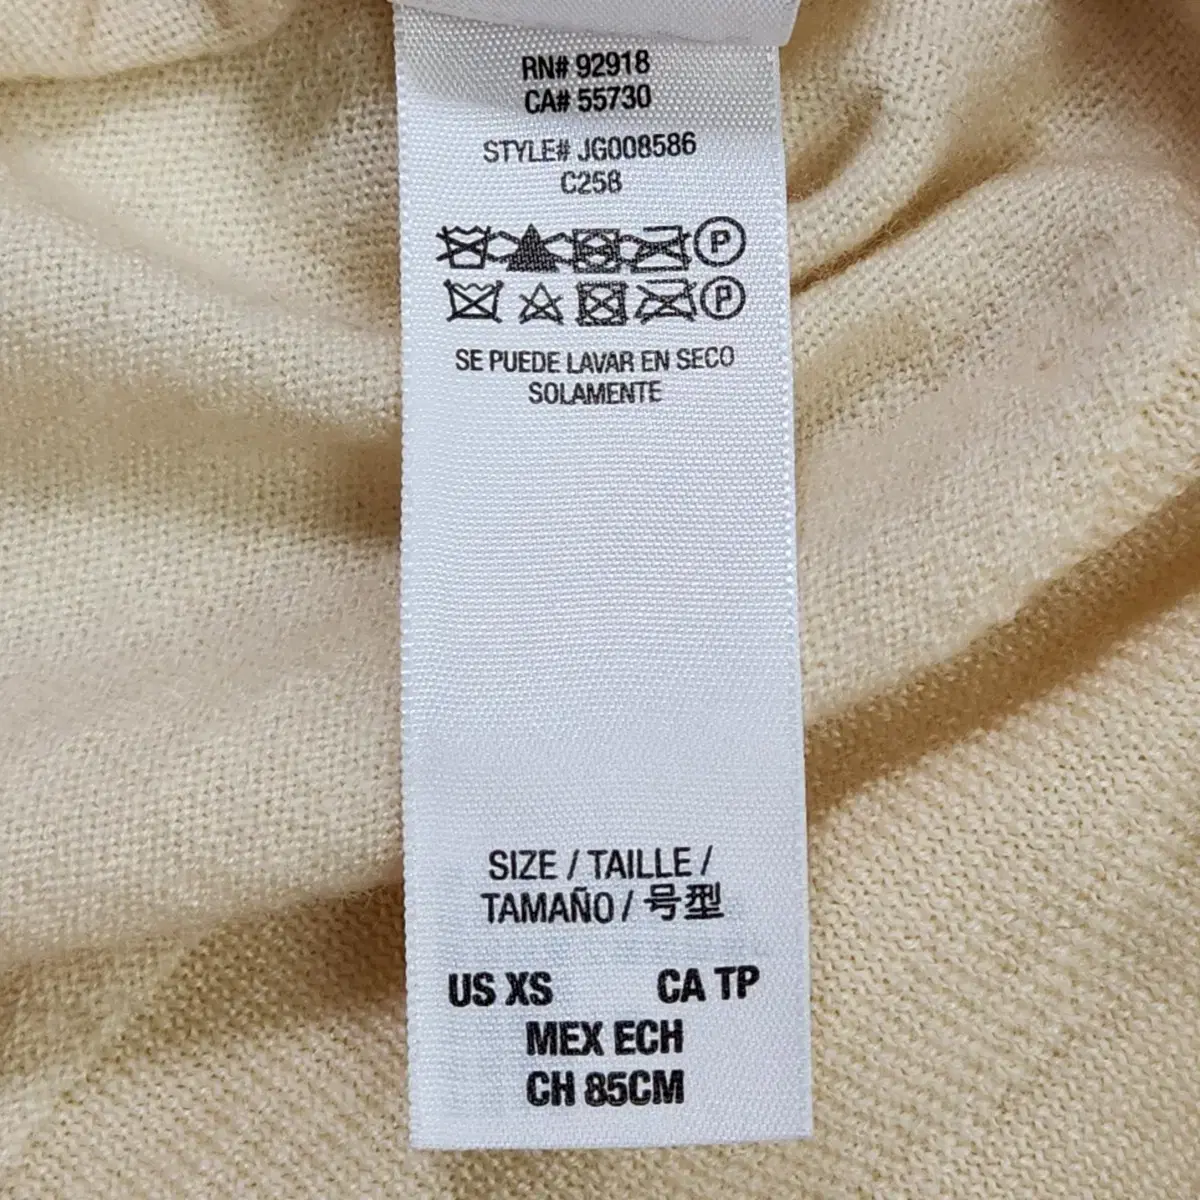 RN# 92918
CA# 55730
STYLE# JG008586
C258
P
P
SE PUEDE LAVAR EN SECO
SOLAMENTE
SIZE / TAILLE /
TAMAÑO / 号型
US XS CA TP
MEX ECH
CH 85CM